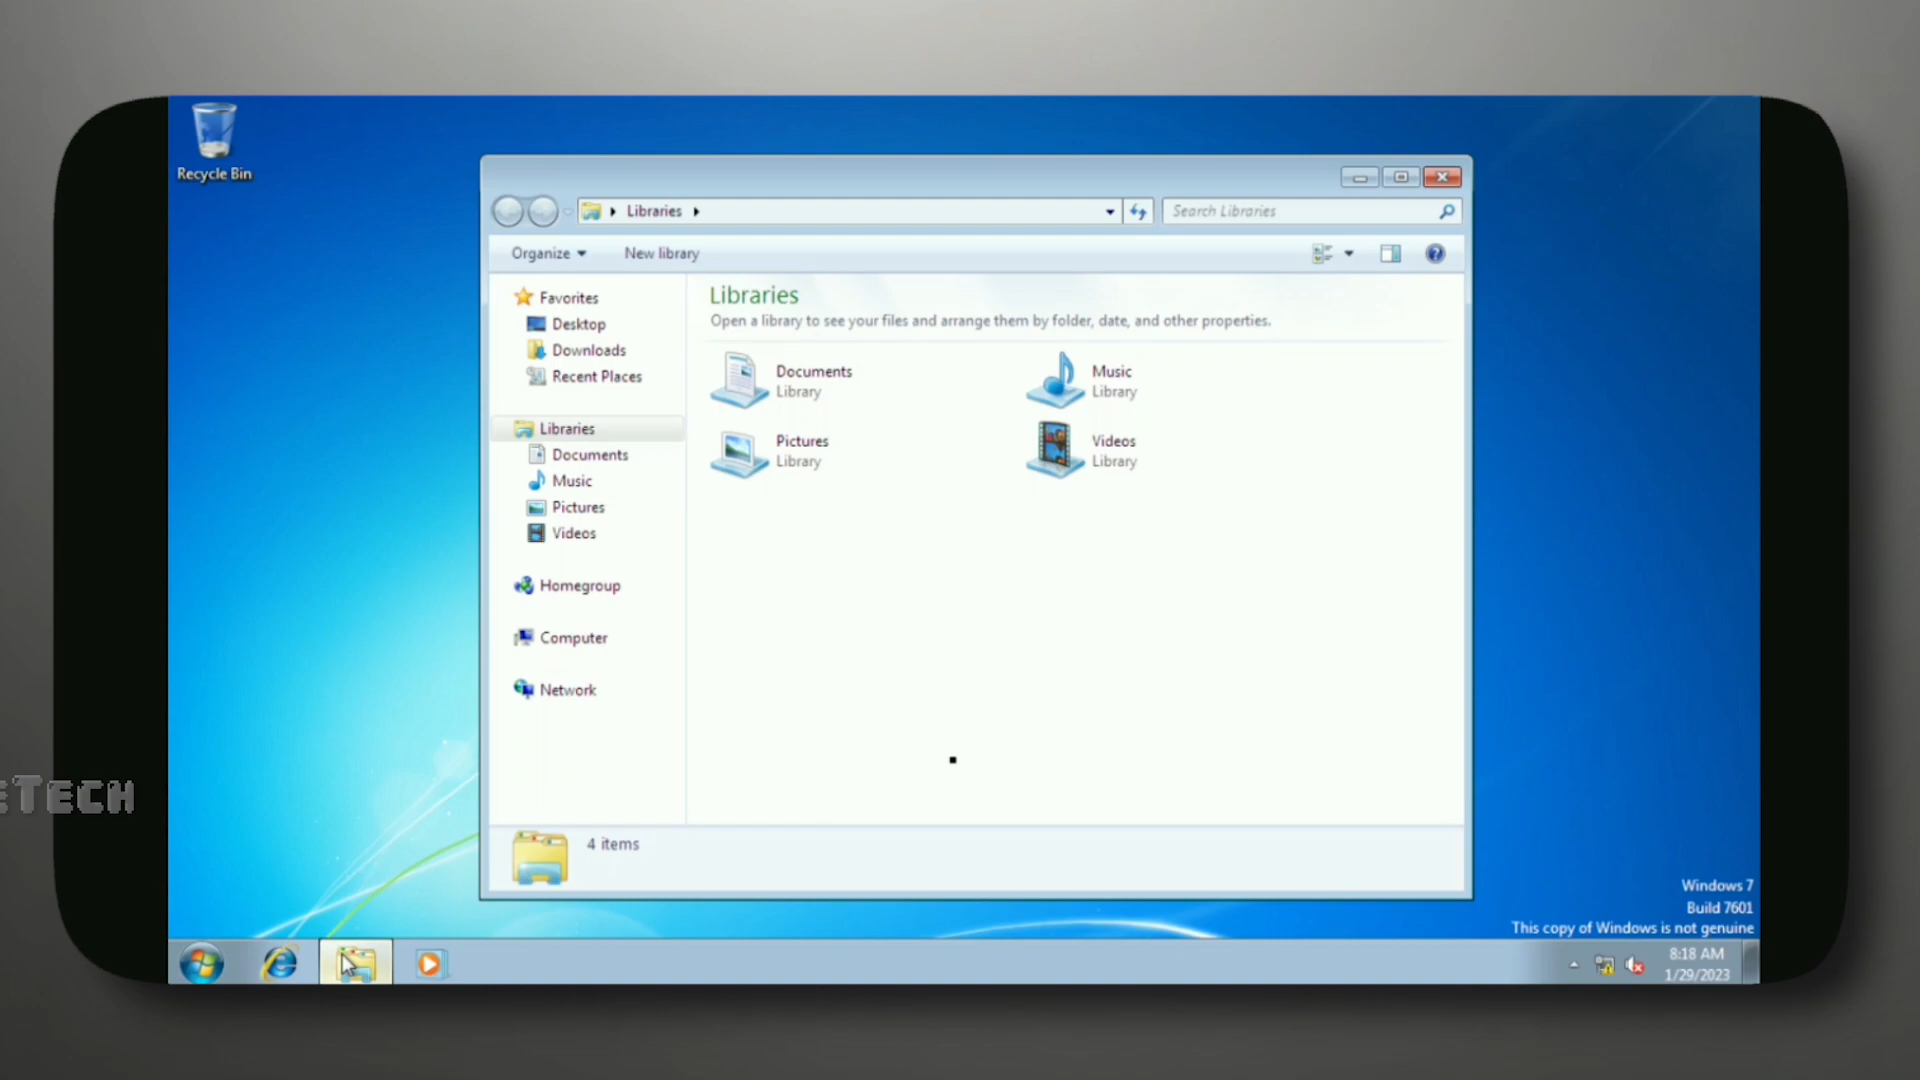 Recycle Bin
Libraries
Search Libraries
Organize
New library
Favorites
Desktop
Downloads
Recent Places
Libraries
Documents
Music
Pictures
Videos
Homegroup
Computer
Network
Libraries
Open a library to see your files and arrange them by folder, date, and other properties.
Documents
Library
Music
Library
Pictures
Library
Videos
Library
4 items
eTech
Windows 7
Build 7601
This copy of Windows is not genuine
8:18 AM
1/29/2023